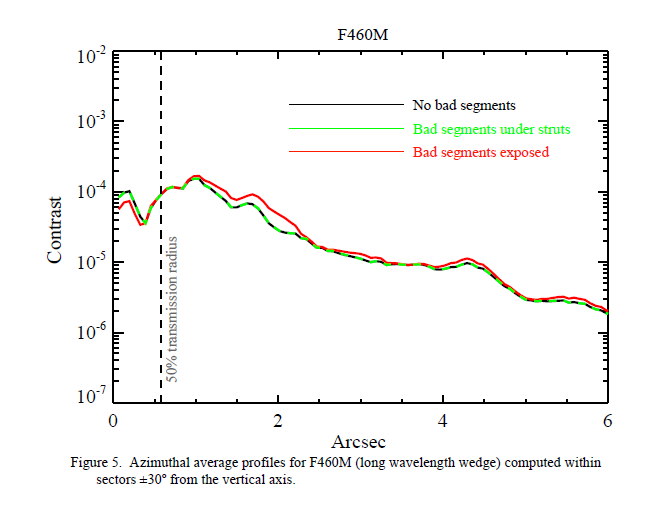 F460M
10-2
10-3
10-4
10-5
10-6
10-7
Contrast
No bad segments
Bad segments under struts
Bad segments exposed
50% transmission radius
0 2 4 6
Arcsec
Figure 5.  Azimuthal average profiles for F460M (long wavelength wedge) computed within
sectors ±30° from the vertical axis.